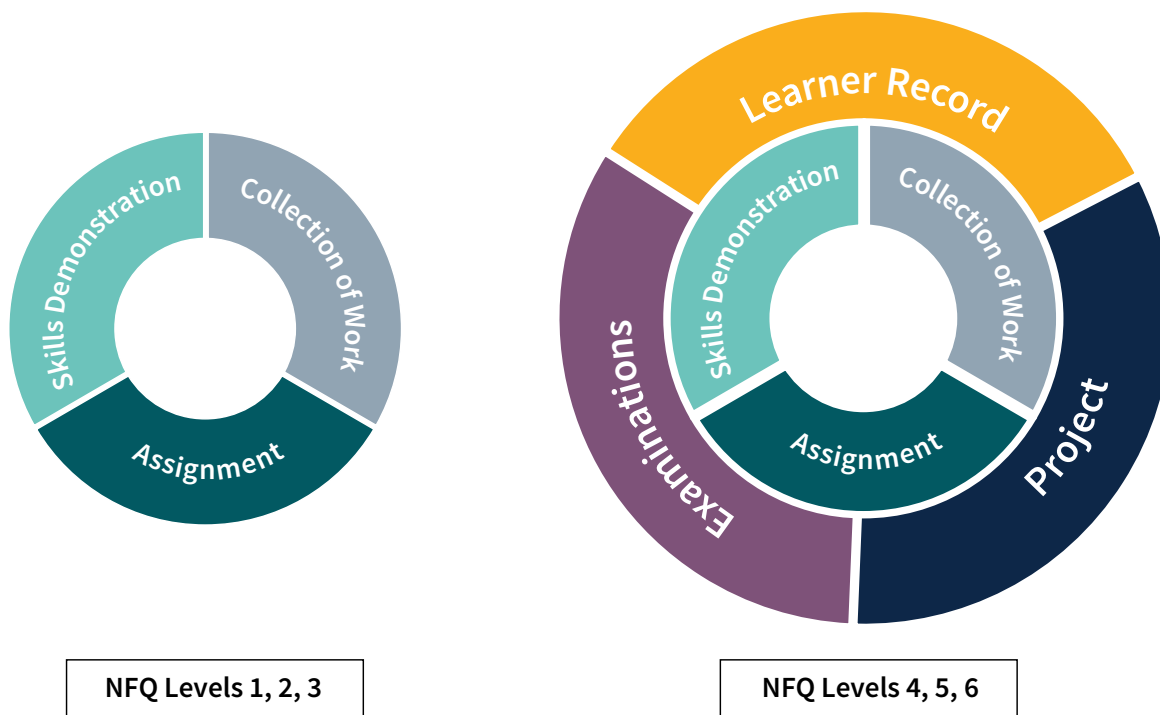 Skills Demonstration
Collection of Work
Assignment
NFQ Levels 1, 2, 3
Learner Record
Examinations
Project
Skills Demonstration
Collection of Work
Assignment
NFQ Levels 4, 5, 6